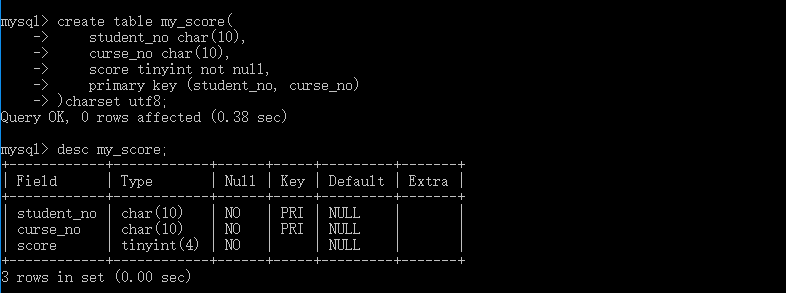 mysql> create table my_score(
    ->     student_no char(10),
    ->     curse_no char(10),
    ->     score tinyint not null,
    ->     primary key (student_no, curse_no)
    -> )charset utf8;
Query OK, 0 rows affected (0.38 sec)
mysql> desc my_score;
+------------+------------+------+-----+---------+-------+
| Field      | Type       | Null | Key | Default | Extra |
+------------+------------+------+-----+---------+-------+
| student_no | char(10)   | NO   | PRI | NULL    |       |
| curse_no   | char(10)   | NO   | PRI | NULL    |       |
| score      | tinyint(4) | NO   |     | NULL    |       |
+------------+------------+------+-----+---------+-------+
3 rows in set (0.00 sec)